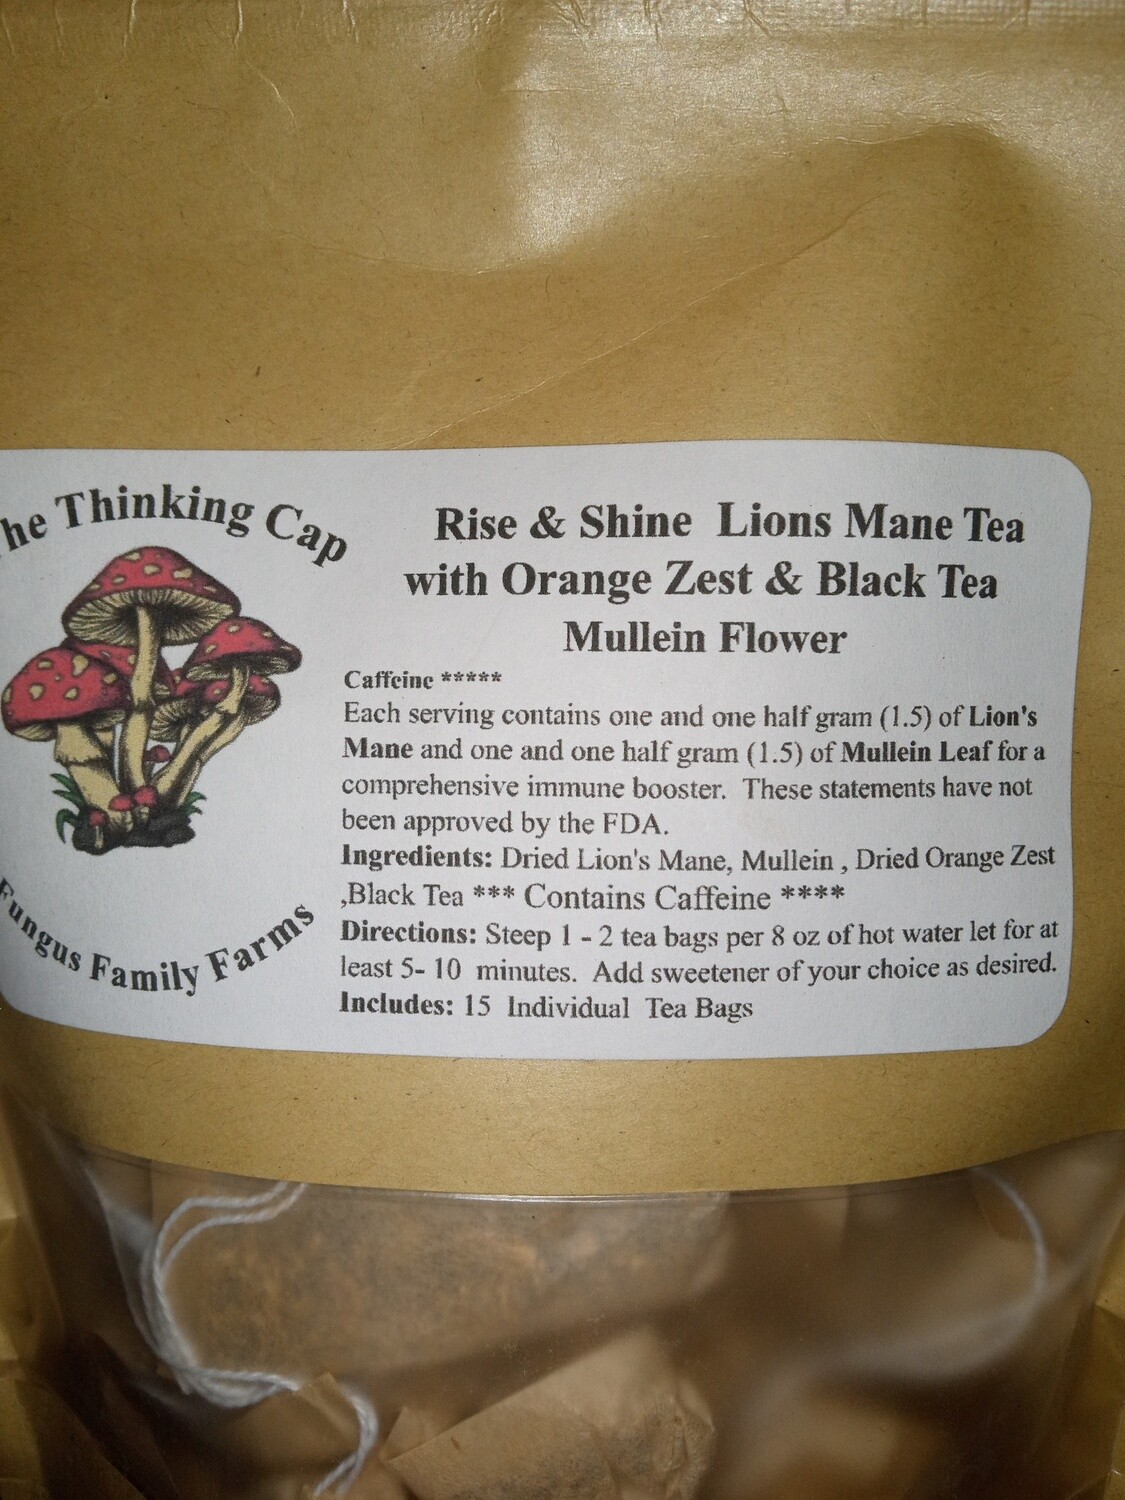 he Thinking Cap
Fungus Family Farms
Rise & Shine Lions Mane Tea
with Orange Zest & Black Tea
Mullein Flower
Caffeine *****
Each serving contains one and one half gram (1.5) of Lion's
Mane and one and one half gram (1.5) of Mullein Leaf for a
comprehensive immune booster. These statements have not
been approved by the FDA.
Ingredients: Dried Lion's Mane, Mullein , Dried Orange Zest
,Black Tea *** Contains Caffeine ****
Directions: Steep 1 - 2 tea bags per 8 oz of hot water let for at
least 5- 10 minutes. Add sweetener of your choice as desired.
Includes: 15 Individual Tea Bags